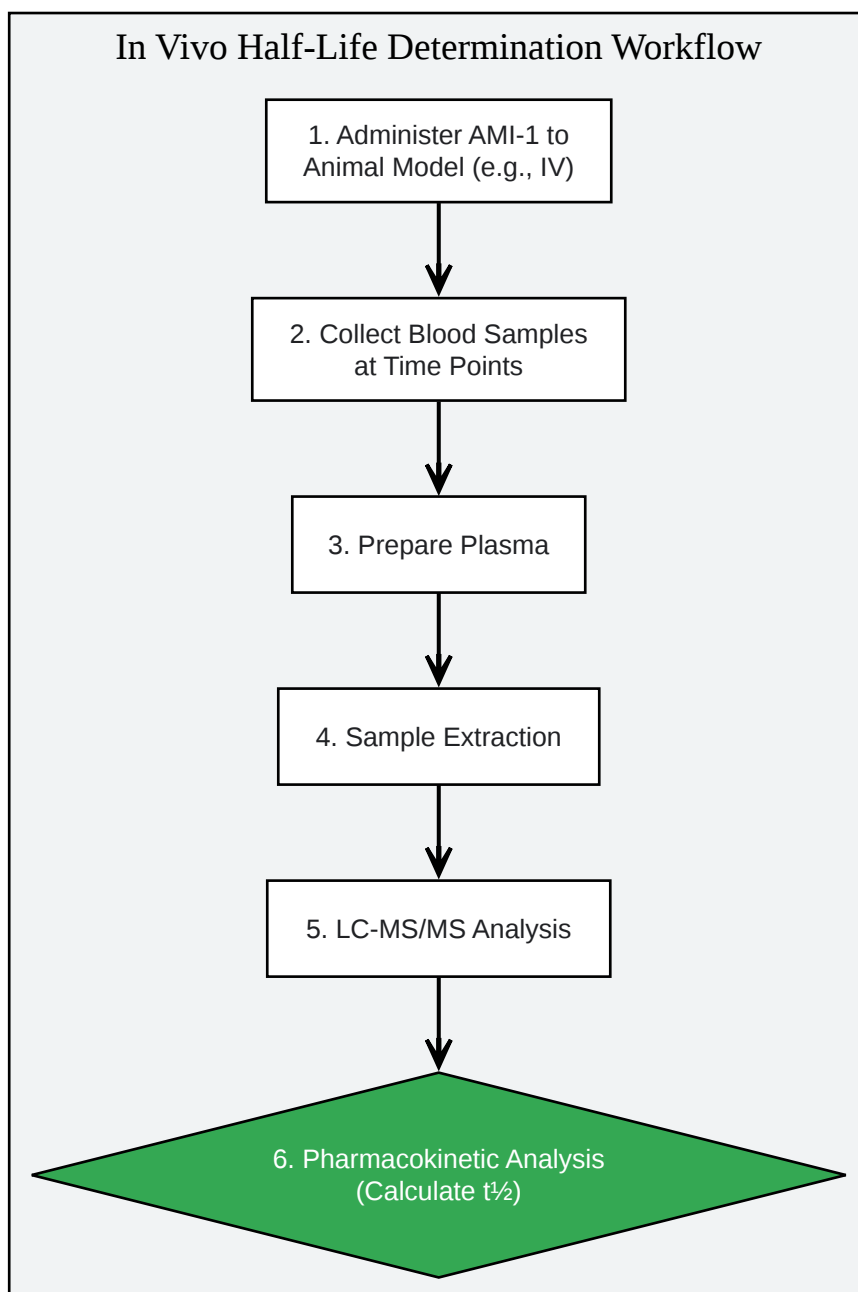 In Vivo Half-Life Determination Workflow
1. Administer AMI-1 to
Animal Model (e.g., IV)
2. Collect Blood Samples
at Time Points
3. Prepare Plasma
4. Sample Extraction
5. LC-MS/MS Analysis
6. Pharmacokinetic Analysis
(Calculate t½)